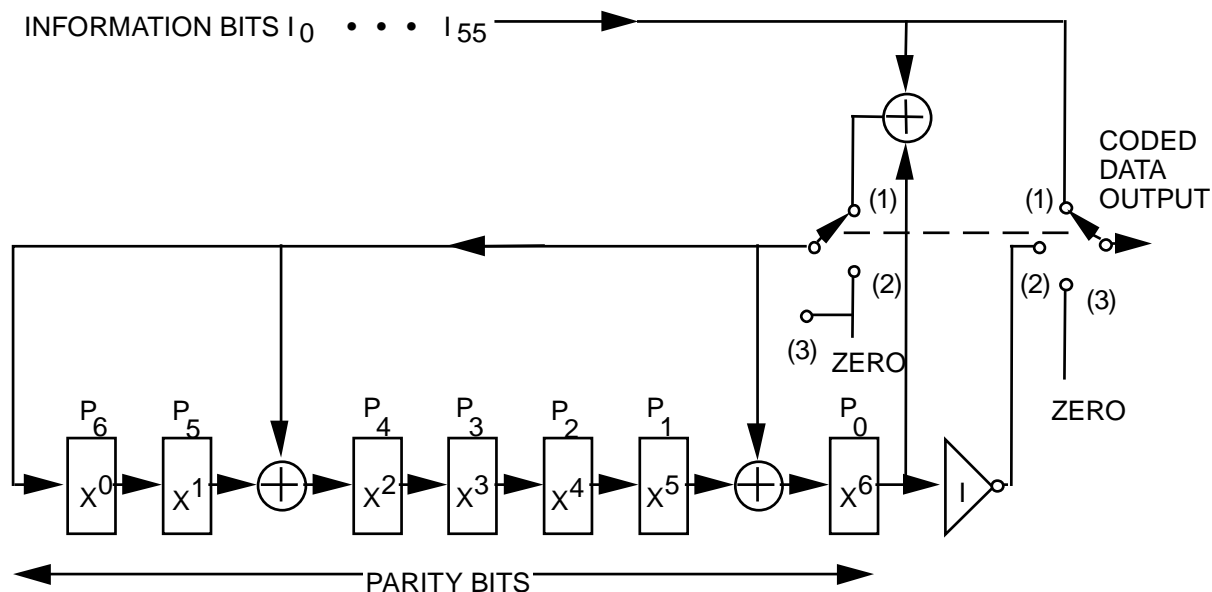 INFORMATION BITS I0 • • • I55
CODED
DATA
OUTPUT
(1)
(1)
(2)
(2)
(3)
(3)
ZERO
ZERO
P6 P5 P4 P3 P2 P1 P0
X0 X1 X2 X3 X4 X5 X6 I
PARITY BITS